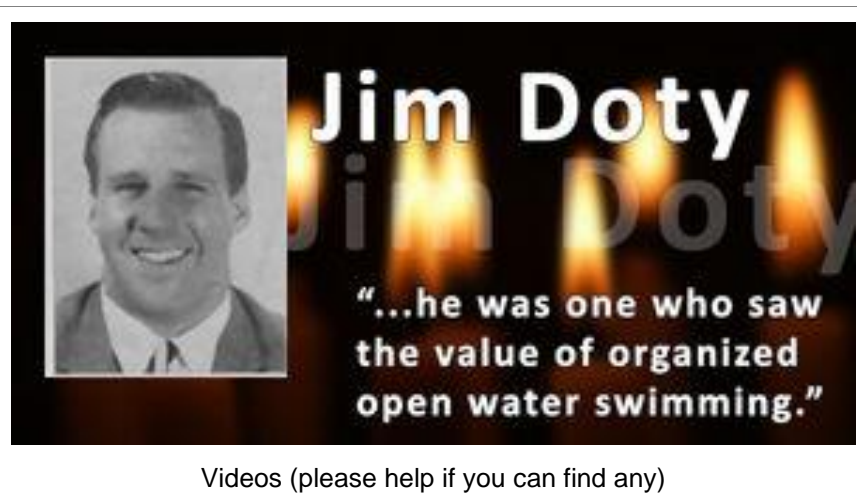 Jim Doty
Jim Doty
“...he was one who saw
the value of organized
open water swimming.”
Videos (please help if you can find any)